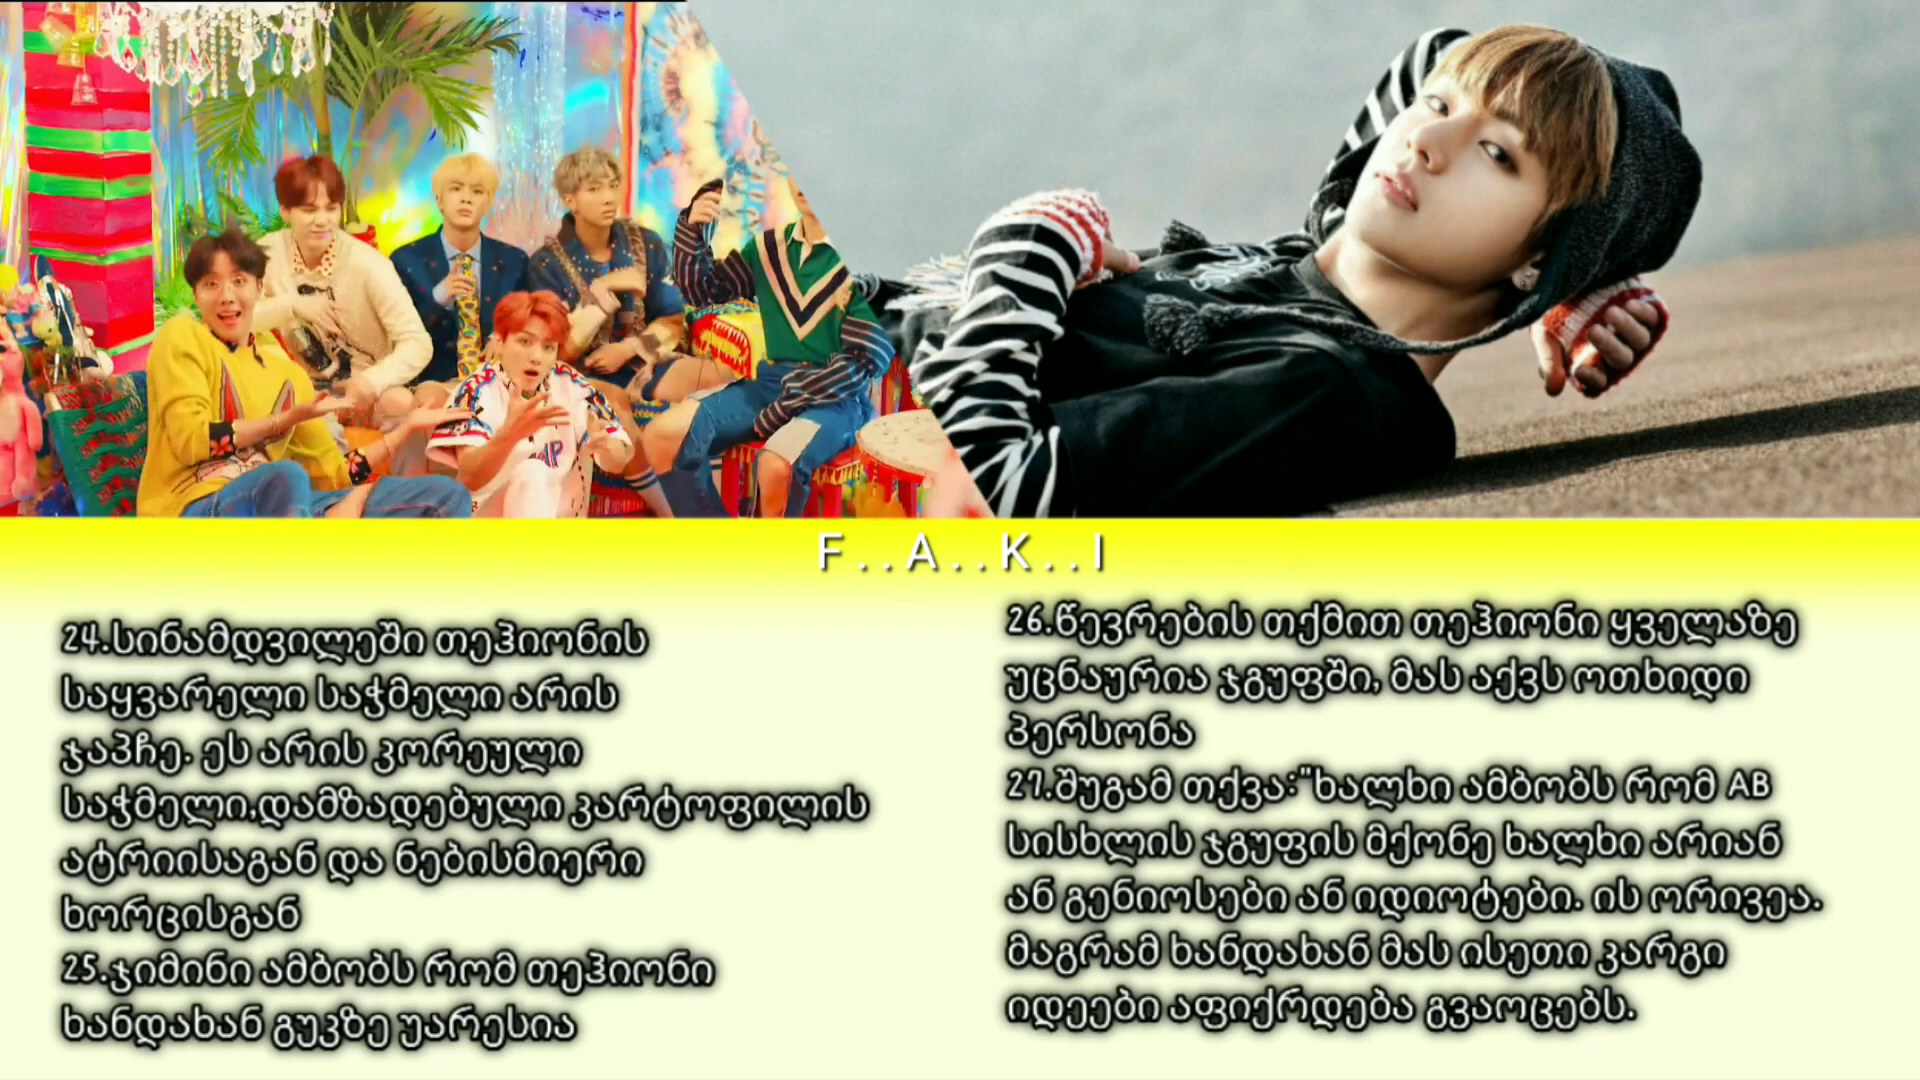 F..A..K..I
24.სინამდვილეში თეჰიონის
საყვარელი საჭმელი არის
ჯაპჩე. ეს არის კორეული
საჭმელი,დამზადებული კარტოფილის
ატრიისაგან და ნებისმიერი
ხორცისგან
25.ჯიმინი ამბობს რომ თეჰიონი
ხანდახან გუკზე უარესია
26.წევრების თქმით თეჰიონი ყველაზე
უცნაურია ჯგუფში, მას აქვს ოთხიდი
პერსონა
27.შუგამ თქვა:"ხალხი ამბობს რომ AB
სისხლის ჯგუფის მქონე ხალხი არიან
ან გენიოსები ან იდიოტები. ის ორივეა.
მაგრამ ხანდახან მას ისეთი კარგი
იდეები აფიქრდება გვაოცებს.